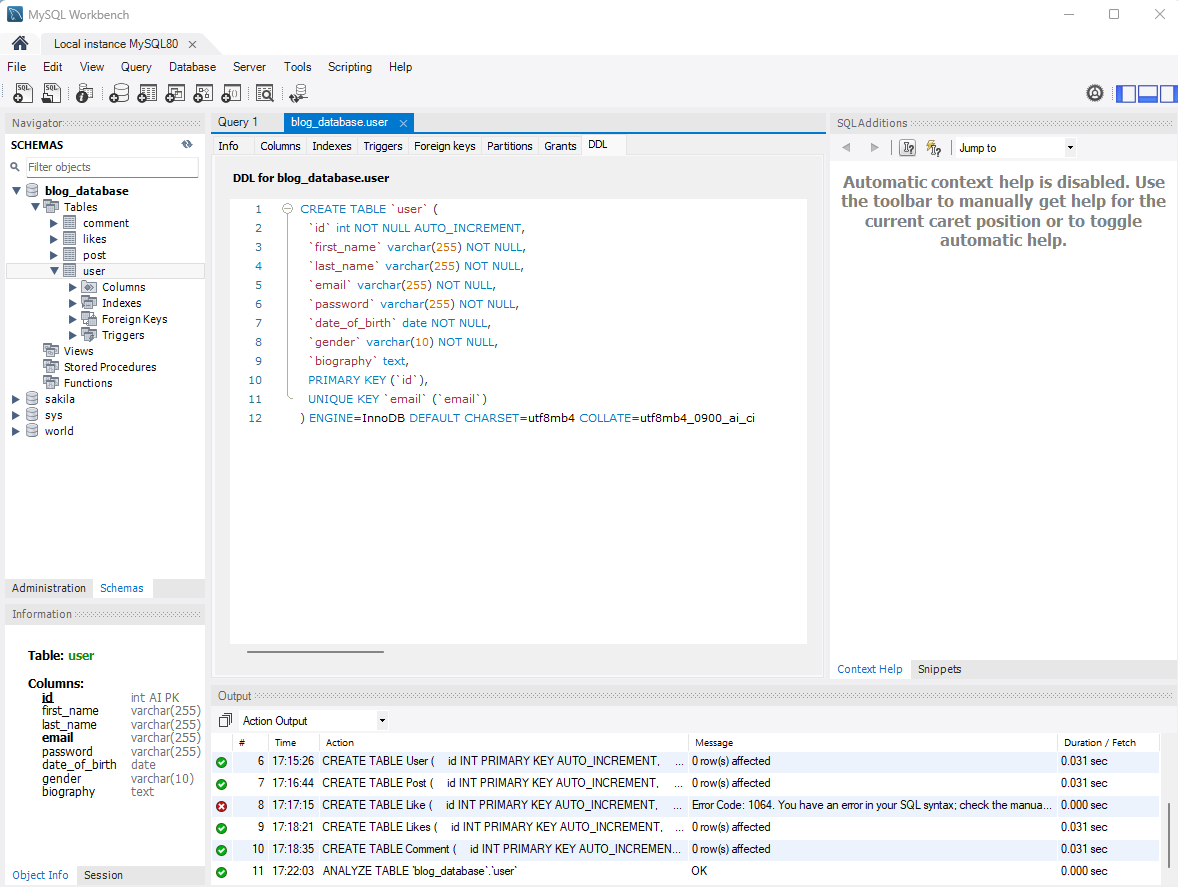 MySQL Workbench
Local instance MySQL80
File Edit View Query Database Server Tools Scripting Help
Navigator
SCHEMAS
Filter objects
blog_database
Tables
comment
likes
post
user
Columns
Indexes
Foreign Keys
Triggers
Views
Stored Procedures
Functions
sakila
sys
world
Administration Schemas
Information
Table: user
Columns:
id int AI PK
first_name varchar(255)
last_name varchar(255)
email varchar(255)
password varchar(255)
date_of_birth date
gender varchar(10)
biography text
Object Info Session
Query 1 blog_database.user
Info Columns Indexes Triggers Foreign keys Partitions Grants DDL
DDL for blog_database.user
1 CREATE TABLE `user` (
2 `id` int NOT NULL AUTO_INCREMENT,
3 `first_name` varchar(255) NOT NULL,
4 `last_name` varchar(255) NOT NULL,
5 `email` varchar(255) NOT NULL,
6 `password` varchar(255) NOT NULL,
7 `date_of_birth` date NOT NULL,
8 `gender` varchar(10) NOT NULL,
9 `biography` text,
10 PRIMARY KEY (`id`),
11 UNIQUE KEY `email` (`email`)
12 ) ENGINE=InnoDB DEFAULT CHARSET=utf8mb4 COLLATE=utf8mb4_0900_ai_ci
SQLAdditions
Jump to
Automatic context help is disabled. Use
the toolbar to manually get help for the
current caret position or to toggle
automatic help.
Context Help Snippets
Output
Action Output
# Time Action Message Duration / Fetch
6 17:15:26 CREATE TABLE User ( id INT PRIMARY KEY AUTO_INCREMENT, ... 0 row(s) affected 0.031 sec
7 17:16:44 CREATE TABLE Post ( id INT PRIMARY KEY AUTO_INCREMENT, ... 0 row(s) affected 0.031 sec
8 17:17:15 CREATE TABLE Like ( id INT PRIMARY KEY AUTO_INCREMENT, ... Error Code: 1064. You have an error in your SQL syntax; check the manua... 0.000 sec
9 17:18:21 CREATE TABLE Likes ( id INT PRIMARY KEY AUTO_INCREMENT, ... 0 row(s) affected 0.031 sec
10 17:18:35 CREATE TABLE Comment ( id INT PRIMARY KEY AUTO_INCREMEN... 0 row(s) affected 0.031 sec
11 17:22:03 ANALYZE TABLE `blog_database`.`user` OK 0.000 sec